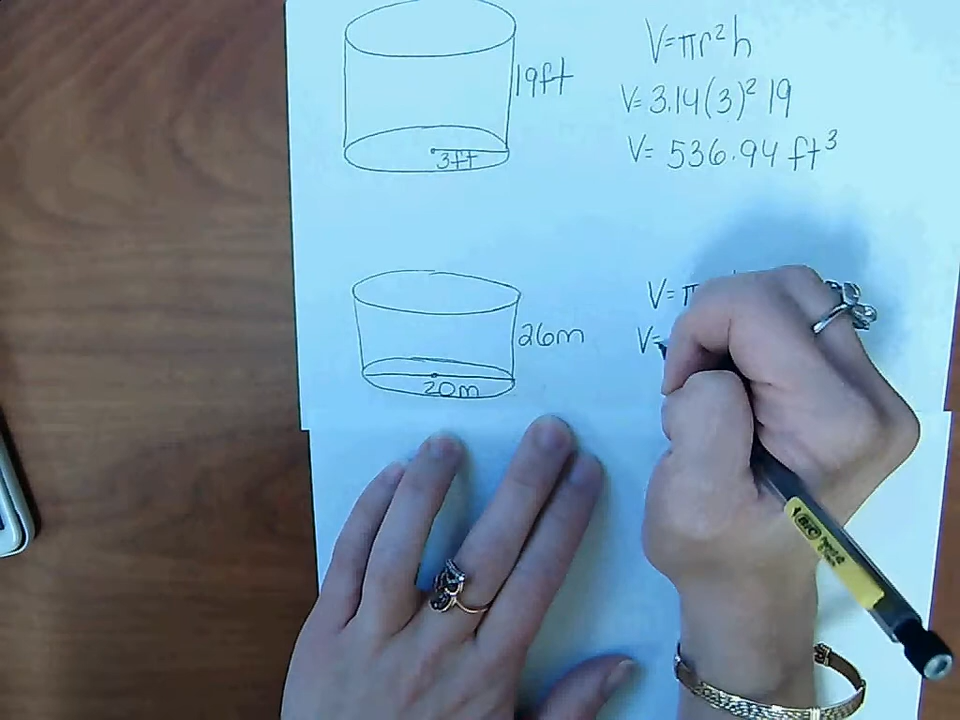 V=πr²h
19ft
V= 3.14(3)² 19
3ft
V= 536.94 ft³
V=π
26m
V=
20m
BIC